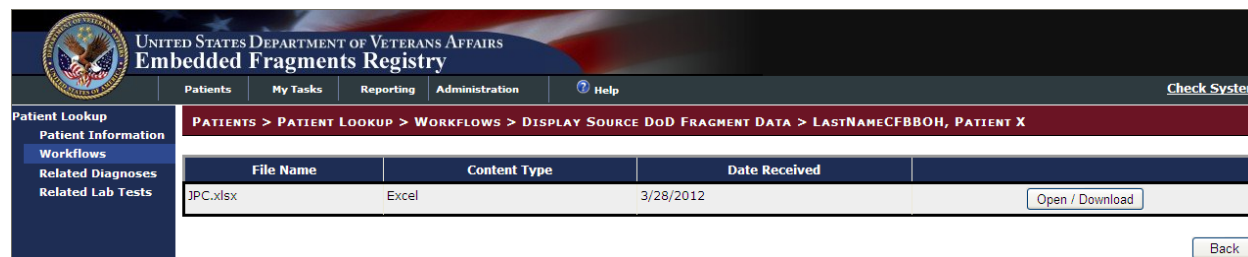 UNITED STATES DEPARTMENT OF VETERANS AFFAIRS
Embedded Fragments Registry
Patients My Tasks Reporting Administration ? Help Check System
Patient Lookup
PATIENTS > PATIENT LOOKUP > WORKFLOWS > DISPLAY SOURCE DOD FRAGMENT DATA > LASTNAMECFBBOH, PATIENT X
Patient Information
Workflows
Related Diagnoses
Related Lab Tests
File Name Content Type Date Received
JPC.xlsx Excel 3/28/2012 Open / Download
Back